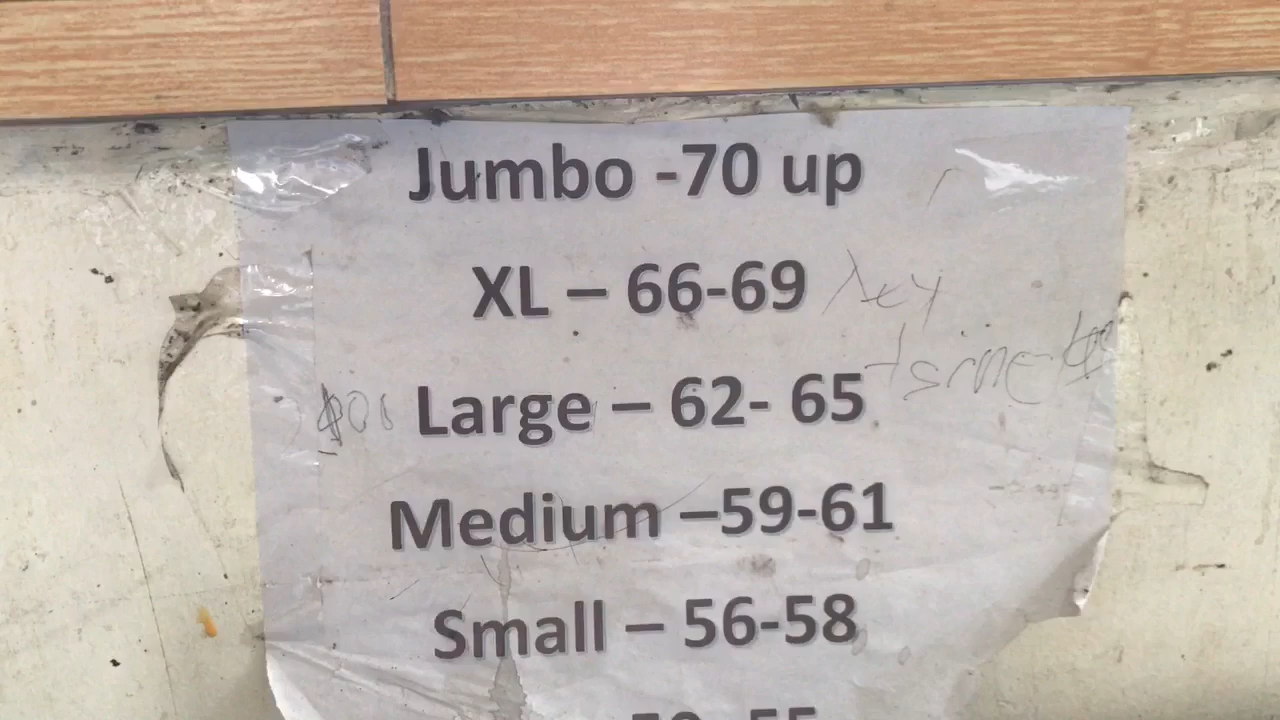 Jumbo -70 up
XL – 66-69
Large – 62- 65
Medium –59-61
Small – 56-58